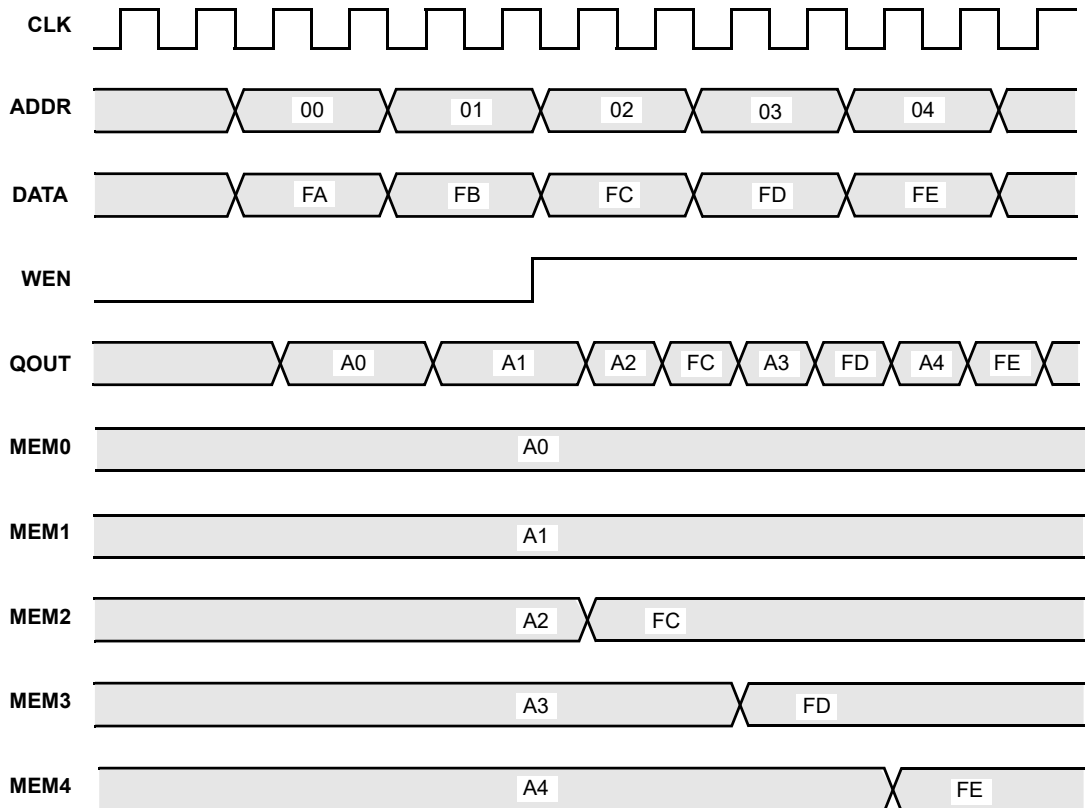 CLK
ADDR 00 01 02 03 04
DATA FA FB FC FD FE
WEN
QOUT A0 A1 A2 FC A3 FD A4 FE
MEM0 A0
MEM1 A1
MEM2 A2 FC
MEM3 A3 FD
MEM4 A4 FE